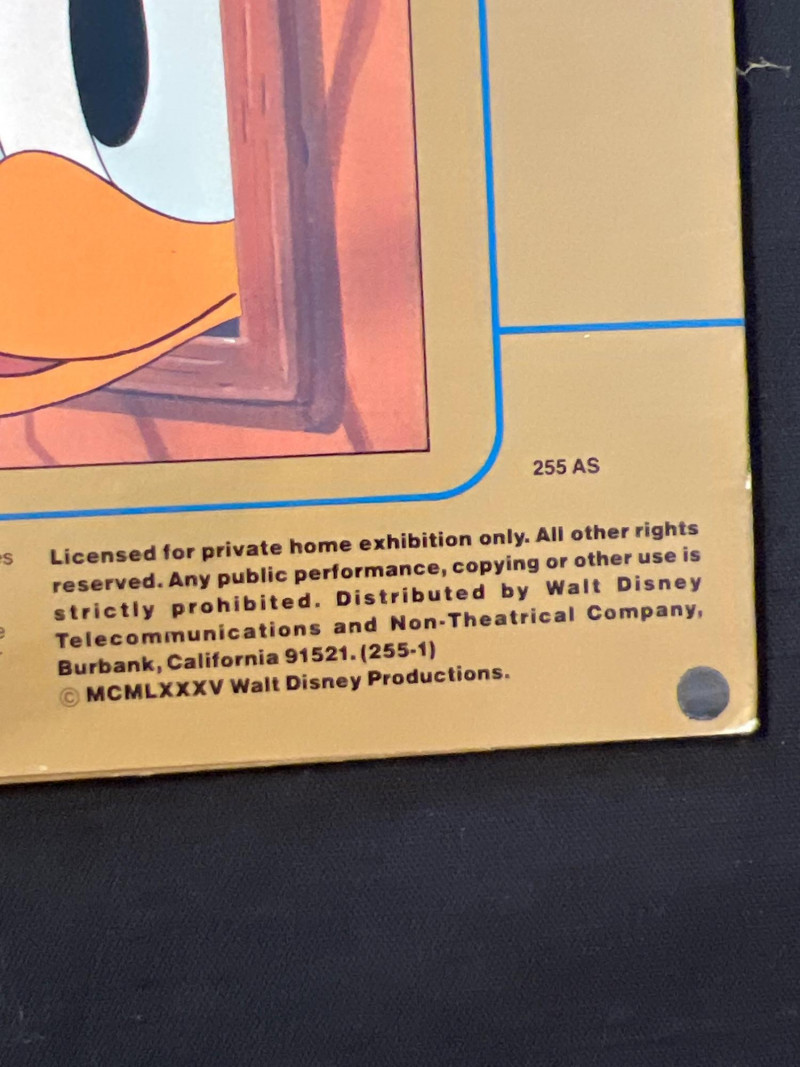 255 AS
es
Licensed for private home exhibition only. All other rights
reserved. Any public performance, copying or other use is
strictly prohibited. Distributed by Walt Disney
e
Telecommunications and Non-Theatrical Company,
Burbank, California 91521. (255-1)
© MCMLXXXV Walt Disney Productions.